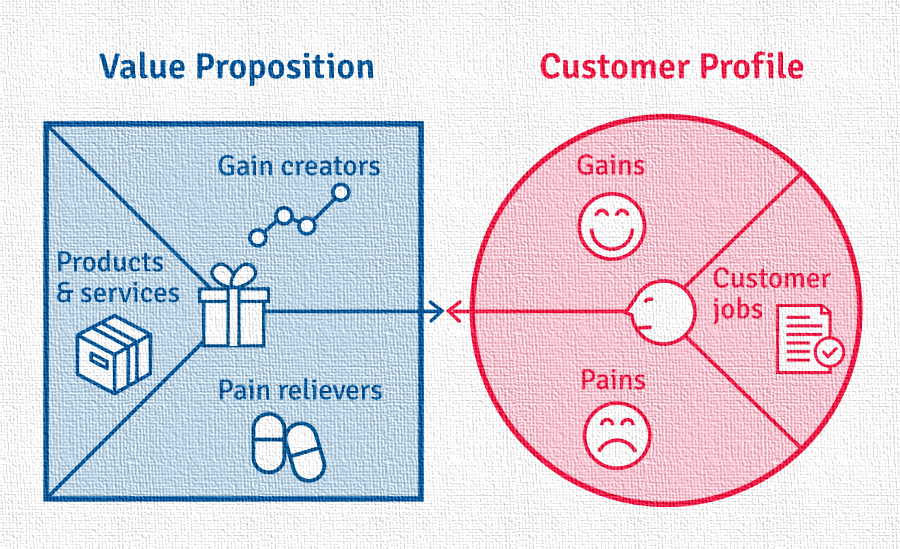 Value Proposition
Customer Profile
Gain creators
Products
& services
Pain relievers
Gains
Customer
jobs
Pains